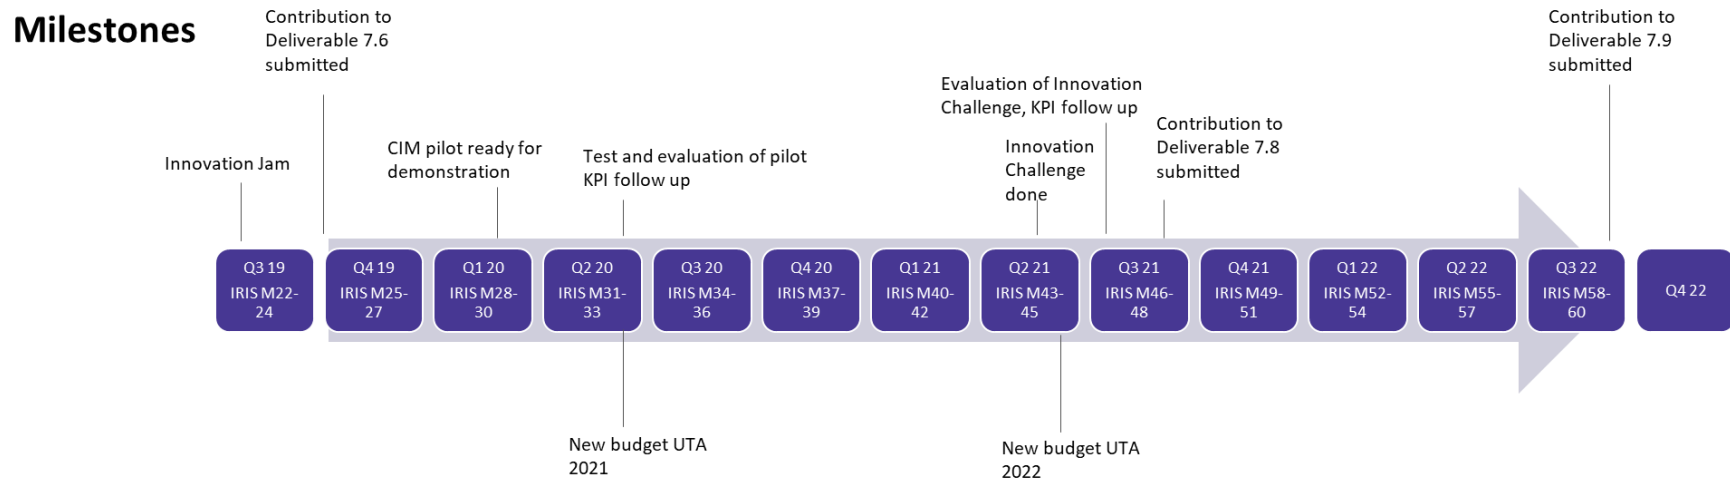 Milestones
Contribution to
Deliverable 7.6
submitted
Contribution to
Deliverable 7.9
submitted
Evaluation of Innovation
Challenge, KPI follow up
Contribution to
Deliverable 7.8
submitted
Innovation Jam
CIM pilot ready for
demonstration
Test and evaluation of pilot
KPI follow up
Innovation
Challenge
done
Q3 19
IRIS M22-
24
Q4 19
IRIS M25-
27
Q1 20
IRIS M28-
30
Q2 20
IRIS M31-
33
Q3 20
IRIS M34-
36
Q4 20
IRIS M37-
39
Q1 21
IRIS M40-
42
Q2 21
IRIS M43-
45
Q3 21
IRIS M46-
48
Q4 21
IRIS M49-
51
Q1 22
IRIS M52-
54
Q2 22
IRIS M55-
57
Q3 22
IRIS M58-
60
Q4 22
New budget UTA
2021
New budget UTA
2022